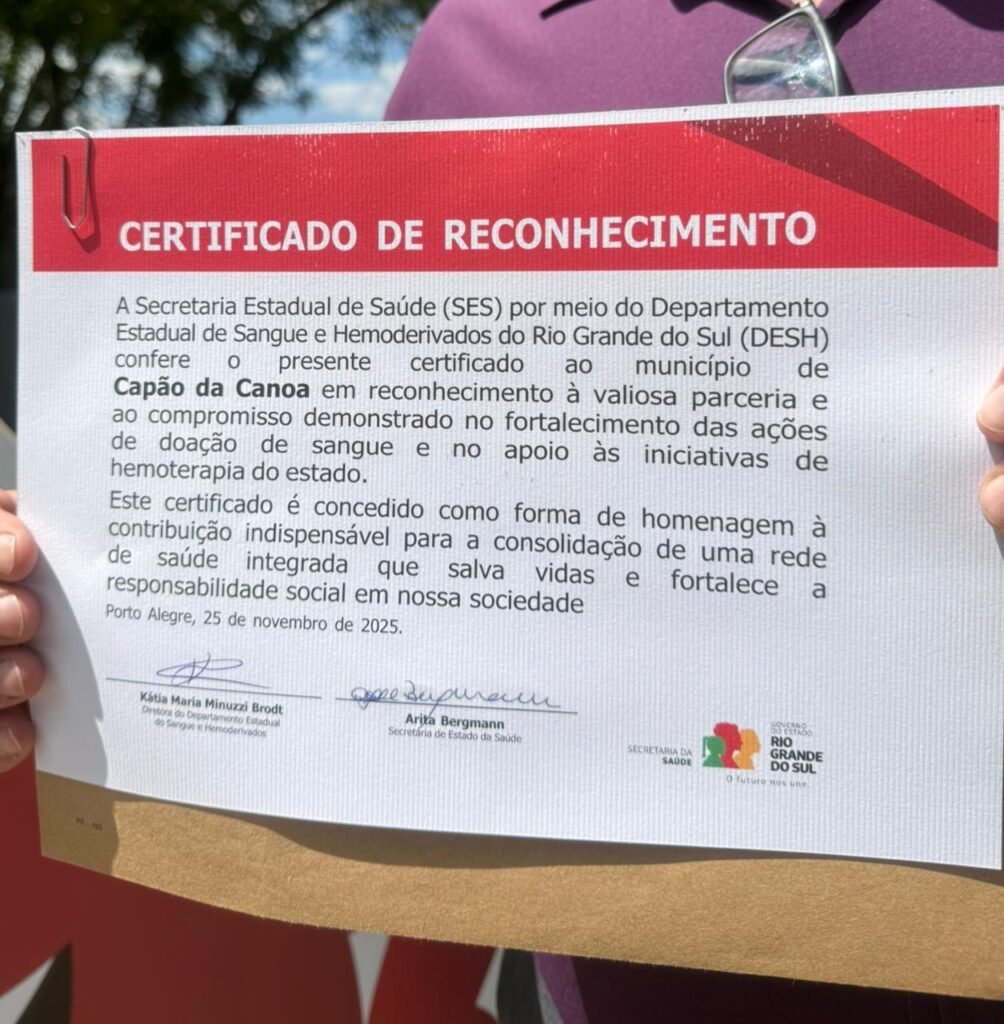 CERTIFICADO DE RECONHECIMENTO
A Secretaria Estadual de Saúde (SES) por meio do Departamento
Estadual de Sangue e Hemoderivados do Rio Grande do Sul (DESH)
confere o presente certificado ao município de
Capão da Canoa em reconhecimento à valiosa parceria e
ao compromisso demonstrado no fortalecimento das ações
de doação de sangue e no apoio às iniciativas de
hemoterapia do estado.
Este certificado é concedido como forma de homenagem à
contribuição indispensável para a consolidação de uma rede
de saúde integrada que salva vidas e fortalece a
responsabilidade social em nossa sociedade
Porto Alegre, 25 de novembro de 2025.
Kátia Maria Minuzzi Brodt
Diretora do Departamento Estadual
do Sangue e Hemoderivados
Arita Bergmann
Secretária de Estado da Saúde
SECRETARIA DA
SAÚDE
GOVERNO
DO ESTADO
RIO
GRANDE
DO SUL
O futuro nos une.